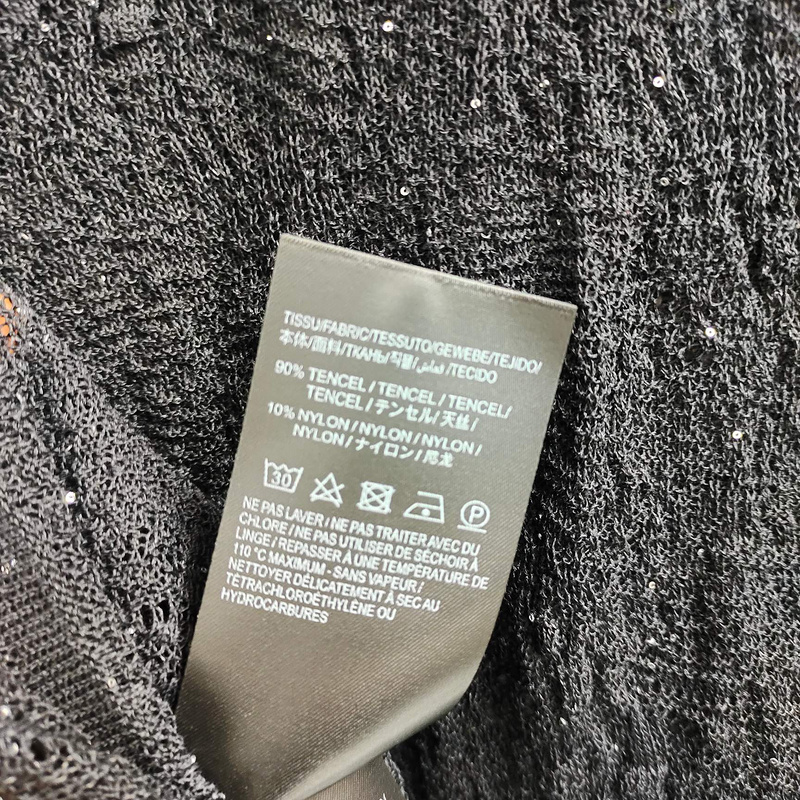 TISSU/FABRIC/TESSUTO/GEWEBE/TEJIDO/
本体/面料/ТКАНЬ/직물/قماش/TECIDO
90% TENCEL / TENCEL / TENCEL/
TENCEL / テンセル / 天丝 /
10% NYLON / NYLON / NYLON /
NYLON / ナイロン / 尼龙
30
P
NE PAS LAVER / NE PAS TRAITER AVEC DU
CHLORE / NE PAS UTILISER DE SÉCHOIR À
LINGE / REPASSER À UNE TEMPÉRATURE DE
110 °C MAXIMUM - SANS VAPEUR /
NETTOYER DÉLICATEMENT À SEC AU
TÉTRACHLOROÉTHYLÈNE OU
HYDROCARBURES